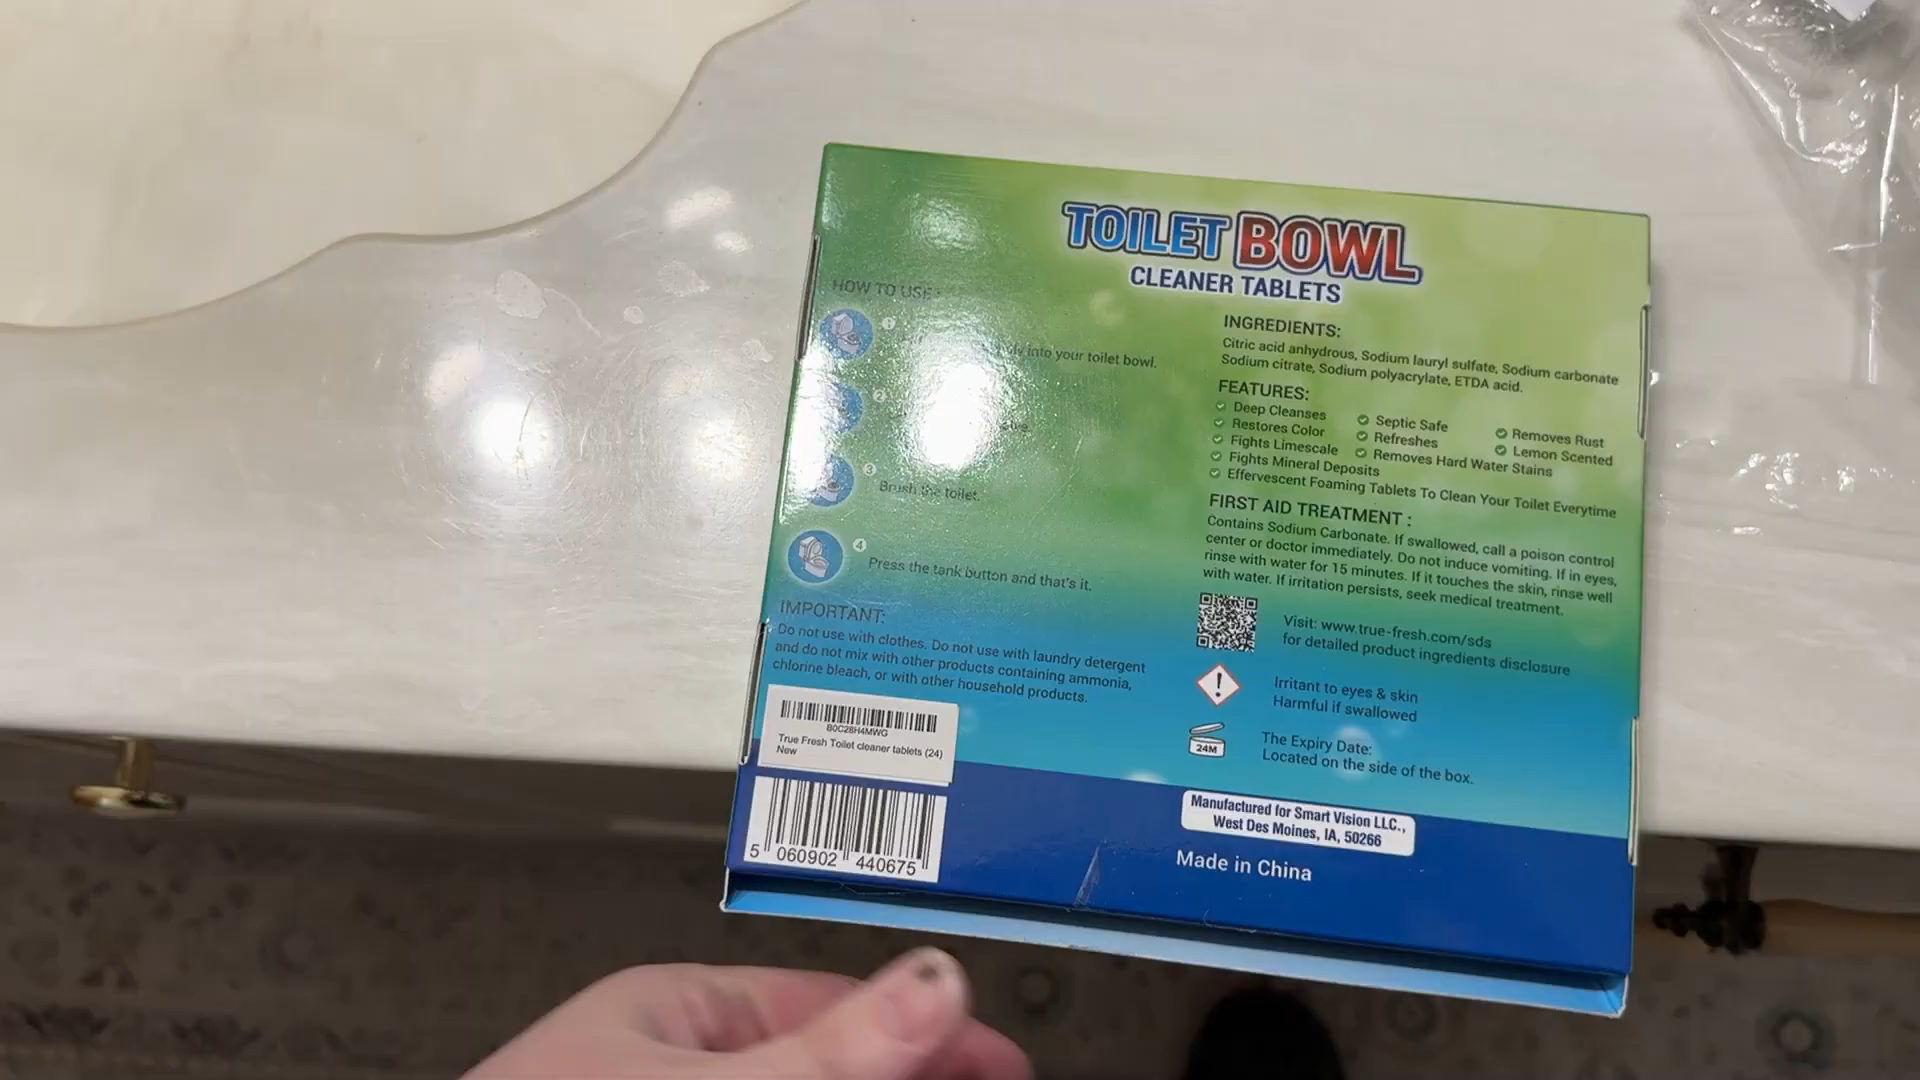 TOILET BOWL
CLEANER TABLETS
HOW TO USE:
1
into your toilet bowl.
2
3
Brush the toilet.
4
Press the tank button and that's it.
IMPORTANT:
Do not use with clothes. Do not use with laundry detergent
and do not mix with other products containing ammonia,
chlorine bleach, or with other household products.
B0C28H4MWG
True Fresh Toilet cleaner tablets (24)
New
5 060902 440675
INGREDIENTS:
Citric acid anhydrous, Sodium lauryl sulfate, Sodium carbonate
Sodium citrate, Sodium polyacrylate, ETDA acid.
FEATURES:
Deep Cleanses
Restores Color
Fights Limescale
Fights Mineral Deposits
Septic Safe
Refreshes
Removes Hard Water Stains
Removes Rust
Lemon Scented
Effervescent Foaming Tablets To Clean Your Toilet Everytime
FIRST AID TREATMENT :
Contains Sodium Carbonate. If swallowed, call a poison control
center or doctor immediately. Do not induce vomiting. If in eyes,
rinse with water for 15 minutes. If it touches the skin, rinse well
with water. If irritation persists, seek medical treatment.
Visit: www.true-fresh.com/sds
for detailed product ingredients disclosure
Irritant to eyes & skin
Harmful if swallowed
24M
The Expiry Date:
Located on the side of the box.
Manufactured for Smart Vision LLC.,
West Des Moines, IA, 50266
Made in China